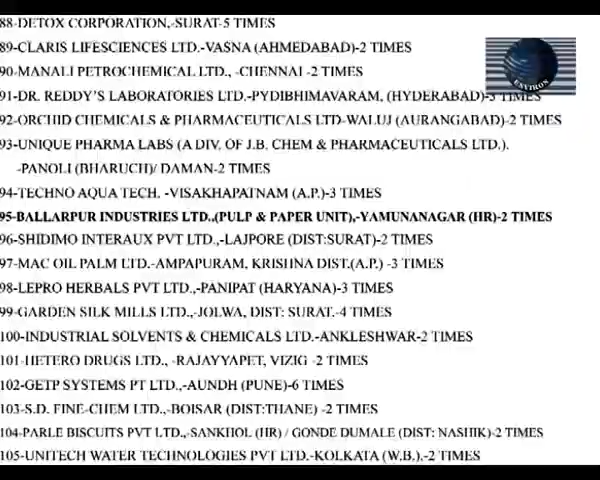 88-DETOX CORPORATION,-SURAT-5 TIMES
89-CLARIS LIFESCIENCES LTD.-VASNA (AHMEDABAD)-2 TIMES
90-MANALI PETROCHEMICAL LTD., -CHENNAI -2 TIMES
91-DR. REDDY'S LABORATORIES LTD.-PYDIBHIMAVARAM, (HYDERABAD)-3 TIMES
ENVIRON
92-ORCHID CHEMICALS & PHARMACEUTICALS LTD-WALUJ (AURANGABAD)-2 TIMES
93-UNIQUE PHARMA LABS (A DIV. OF J.B. CHEM & PHARMACEUTICALS LTD.).
-PANOLI (BHARUCH)/ DAMAN-2 TIMES
94-TECHNO AQUA TECH. -VISAKHAPATNAM (A.P.)-3 TIMES
95-BALLARPUR INDUSTRIES LTD.,(PULP & PAPER UNIT),-YAMUNANAGAR (HR)-2 TIMES
96-SHIDIMO INTERAUX PVT LTD.,-LAJPORE (DIST:SURAT)-2 TIMES
97-MAC OIL PALM LTD.-AMPAPURAM, KRISHNA DIST.(A.P.) -3 TIMES
98-LEPRO HERBALS PVT LTD.,-PANIPAT (HARYANA)-3 TIMES
99-GARDEN SILK MILLS LTD.,-JOLWA, DIST: SURAT.-4 TIMES
100-INDUSTRIAL SOLVENTS & CHEMICALS LTD.-ANKLESHWAR-2 TIMES
101-HETERO DRUGS LTD., -RAJAYYAPET, VIZIG -2 TIMES
102-GETP SYSTEMS PT LTD.,-AUNDH (PUNE)-6 TIMES
103-S.D. FINE-CHEM LTD.,-BOISAR (DIST:THANE) -2 TIMES
104-PARLE BISCUITS PVT LTD.,-SANKHOL (HR) / GONDE DUMALE (DIST: NASHIK)-2 TIMES
105-UNITECH WATER TECHNOLOGIES PVT LTD.-KOLKATA (W.B.).-2 TIMES